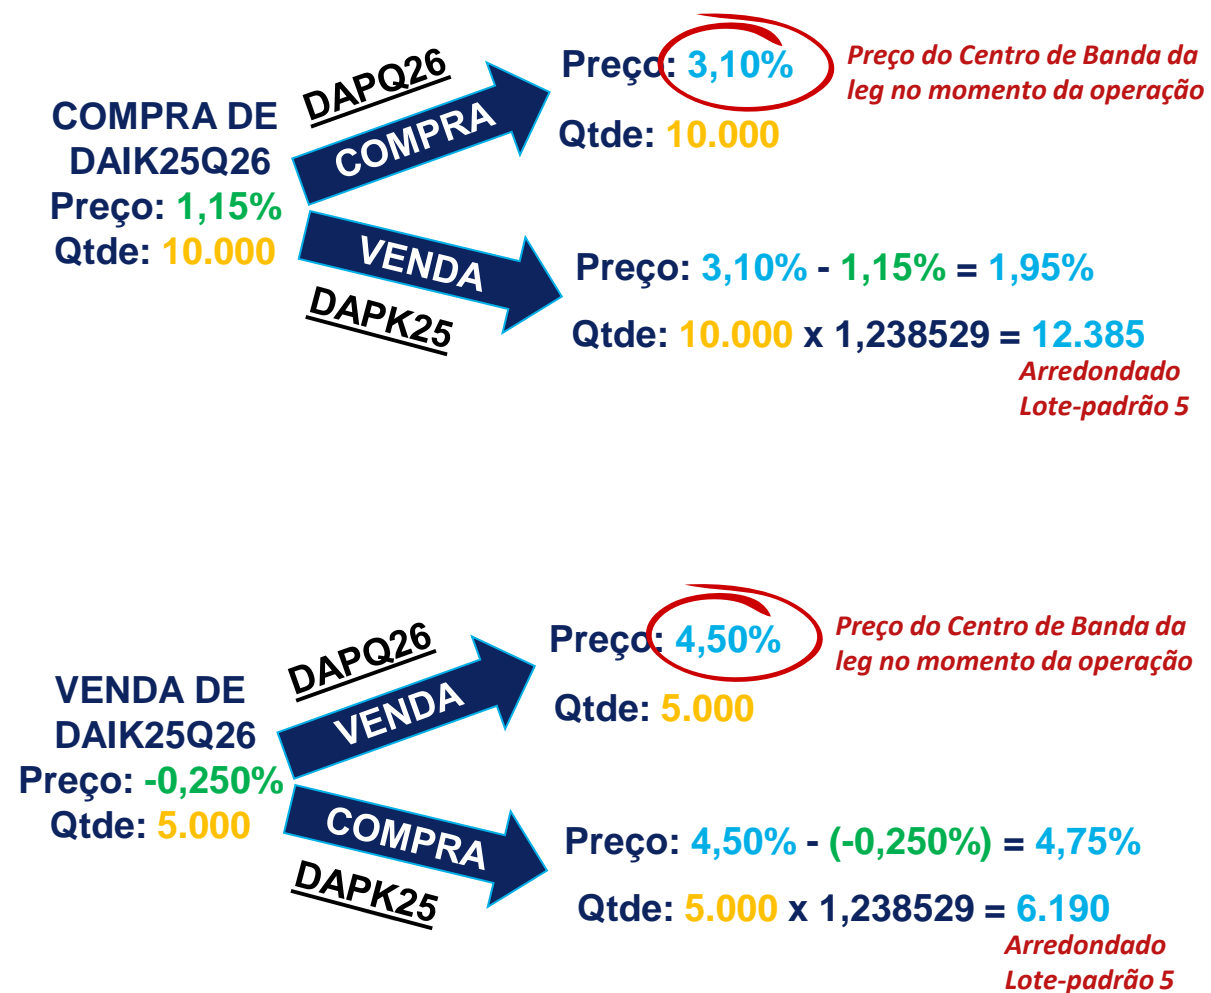 COMPRA DE
DAIK25Q26
Preço: 1,15%
Qtde: 10.000
DAPQ26
COMPRA
Preço: 3,10%
Preço do Centro de Banda da
leg no momento da operação
Qtde: 10.000
VENDA
DAPK25
Preço: 3,10% - 1,15% = 1,95%
Qtde: 10.000 x 1,238529 = 12.385
Arredondado
Lote-padrão 5
VENDA DE
DAIK25Q26
Preço: -0,250%
Qtde: 5.000
DAPQ26
VENDA
Preço: 4,50%
Preço do Centro de Banda da
leg no momento da operação
Qtde: 5.000
COMPRA
DAPK25
Preço: 4,50% - (-0,250%) = 4,75%
Qtde: 5.000 x 1,238529 = 6.190
Arredondado
Lote-padrão 5